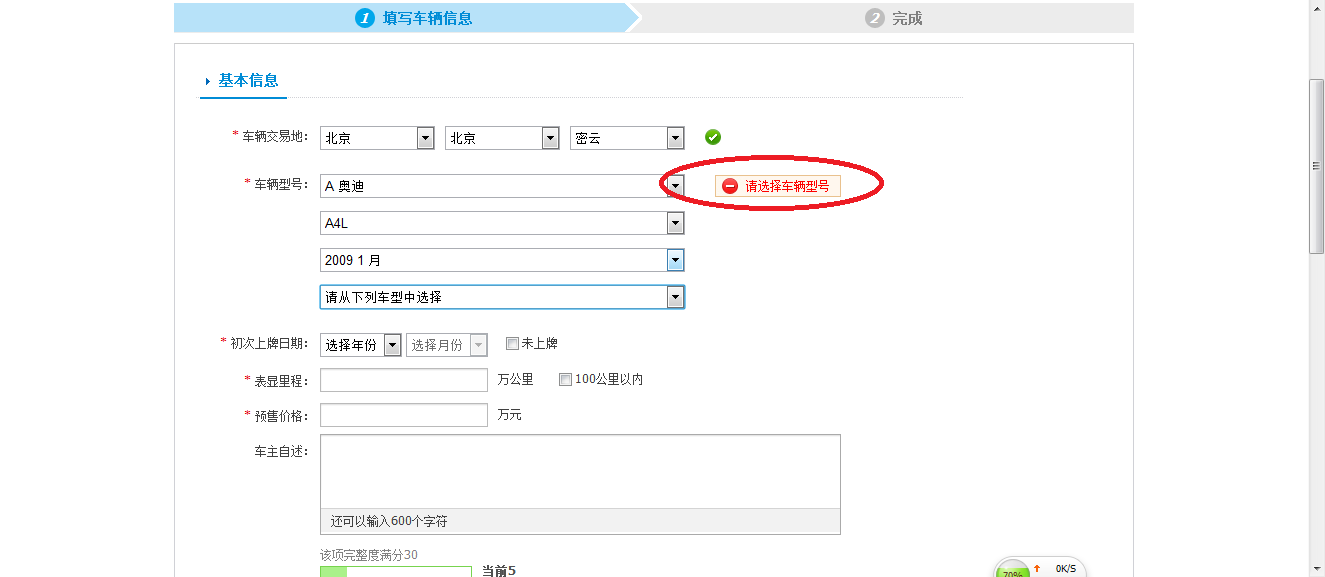 1 填写车辆信息 2 完成
基本信息
* 车辆交易地: 北京 北京 密云
* 车辆型号: A 奥迪 请选择车辆型号
A4L
2009 1 月
请从下列车型中选择
* 初次上牌日期: 选择年份 选择月份 未上牌
* 表显里程: 万公里 100公里以内
* 预售价格: 万元
车主自述:
还可以输入600个字符
该项完整度满分30
当前5
70% 0K/S